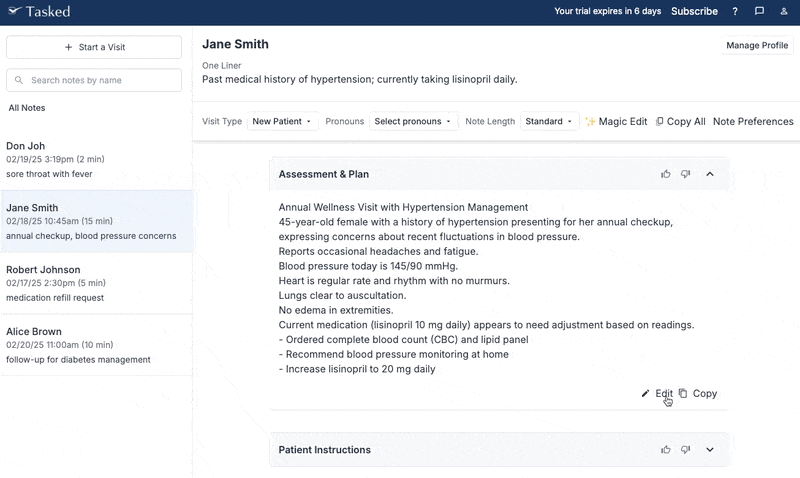 Tasked
Your trial expires in 6 days Subscribe ?
+ Start a Visit
Search notes by name
All Notes
Don Joh
02/19/25 3:19pm (2 min)
sore throat with fever
Jane Smith
02/18/25 10:45am (15 min)
annual checkup, blood pressure concerns
Robert Johnson
02/17/25 2:30pm (5 min)
medication refill request
Alice Brown
02/20/25 11:00am (10 min)
follow-up for diabetes management
Jane Smith
Manage Profile
One Liner
Past medical history of hypertension; currently taking lisinopril daily.
Visit Type New Patient Pronouns Select pronouns Note Length Standard Magic Edit Copy All Note Preferences
Assessment & Plan
Annual Wellness Visit with Hypertension Management
45-year-old female with a history of hypertension presenting for her annual checkup,
expressing concerns about recent fluctuations in blood pressure.
Reports occasional headaches and fatigue.
Blood pressure today is 145/90 mmHg.
Heart is regular rate and rhythm with no murmurs.
Lungs clear to auscultation.
No edema in extremities.
Current medication (lisinopril 10 mg daily) appears to need adjustment based on readings.
- Ordered complete blood count (CBC) and lipid panel
- Recommend blood pressure monitoring at home
- Increase lisinopril to 20 mg daily
Edit Copy
Patient Instructions